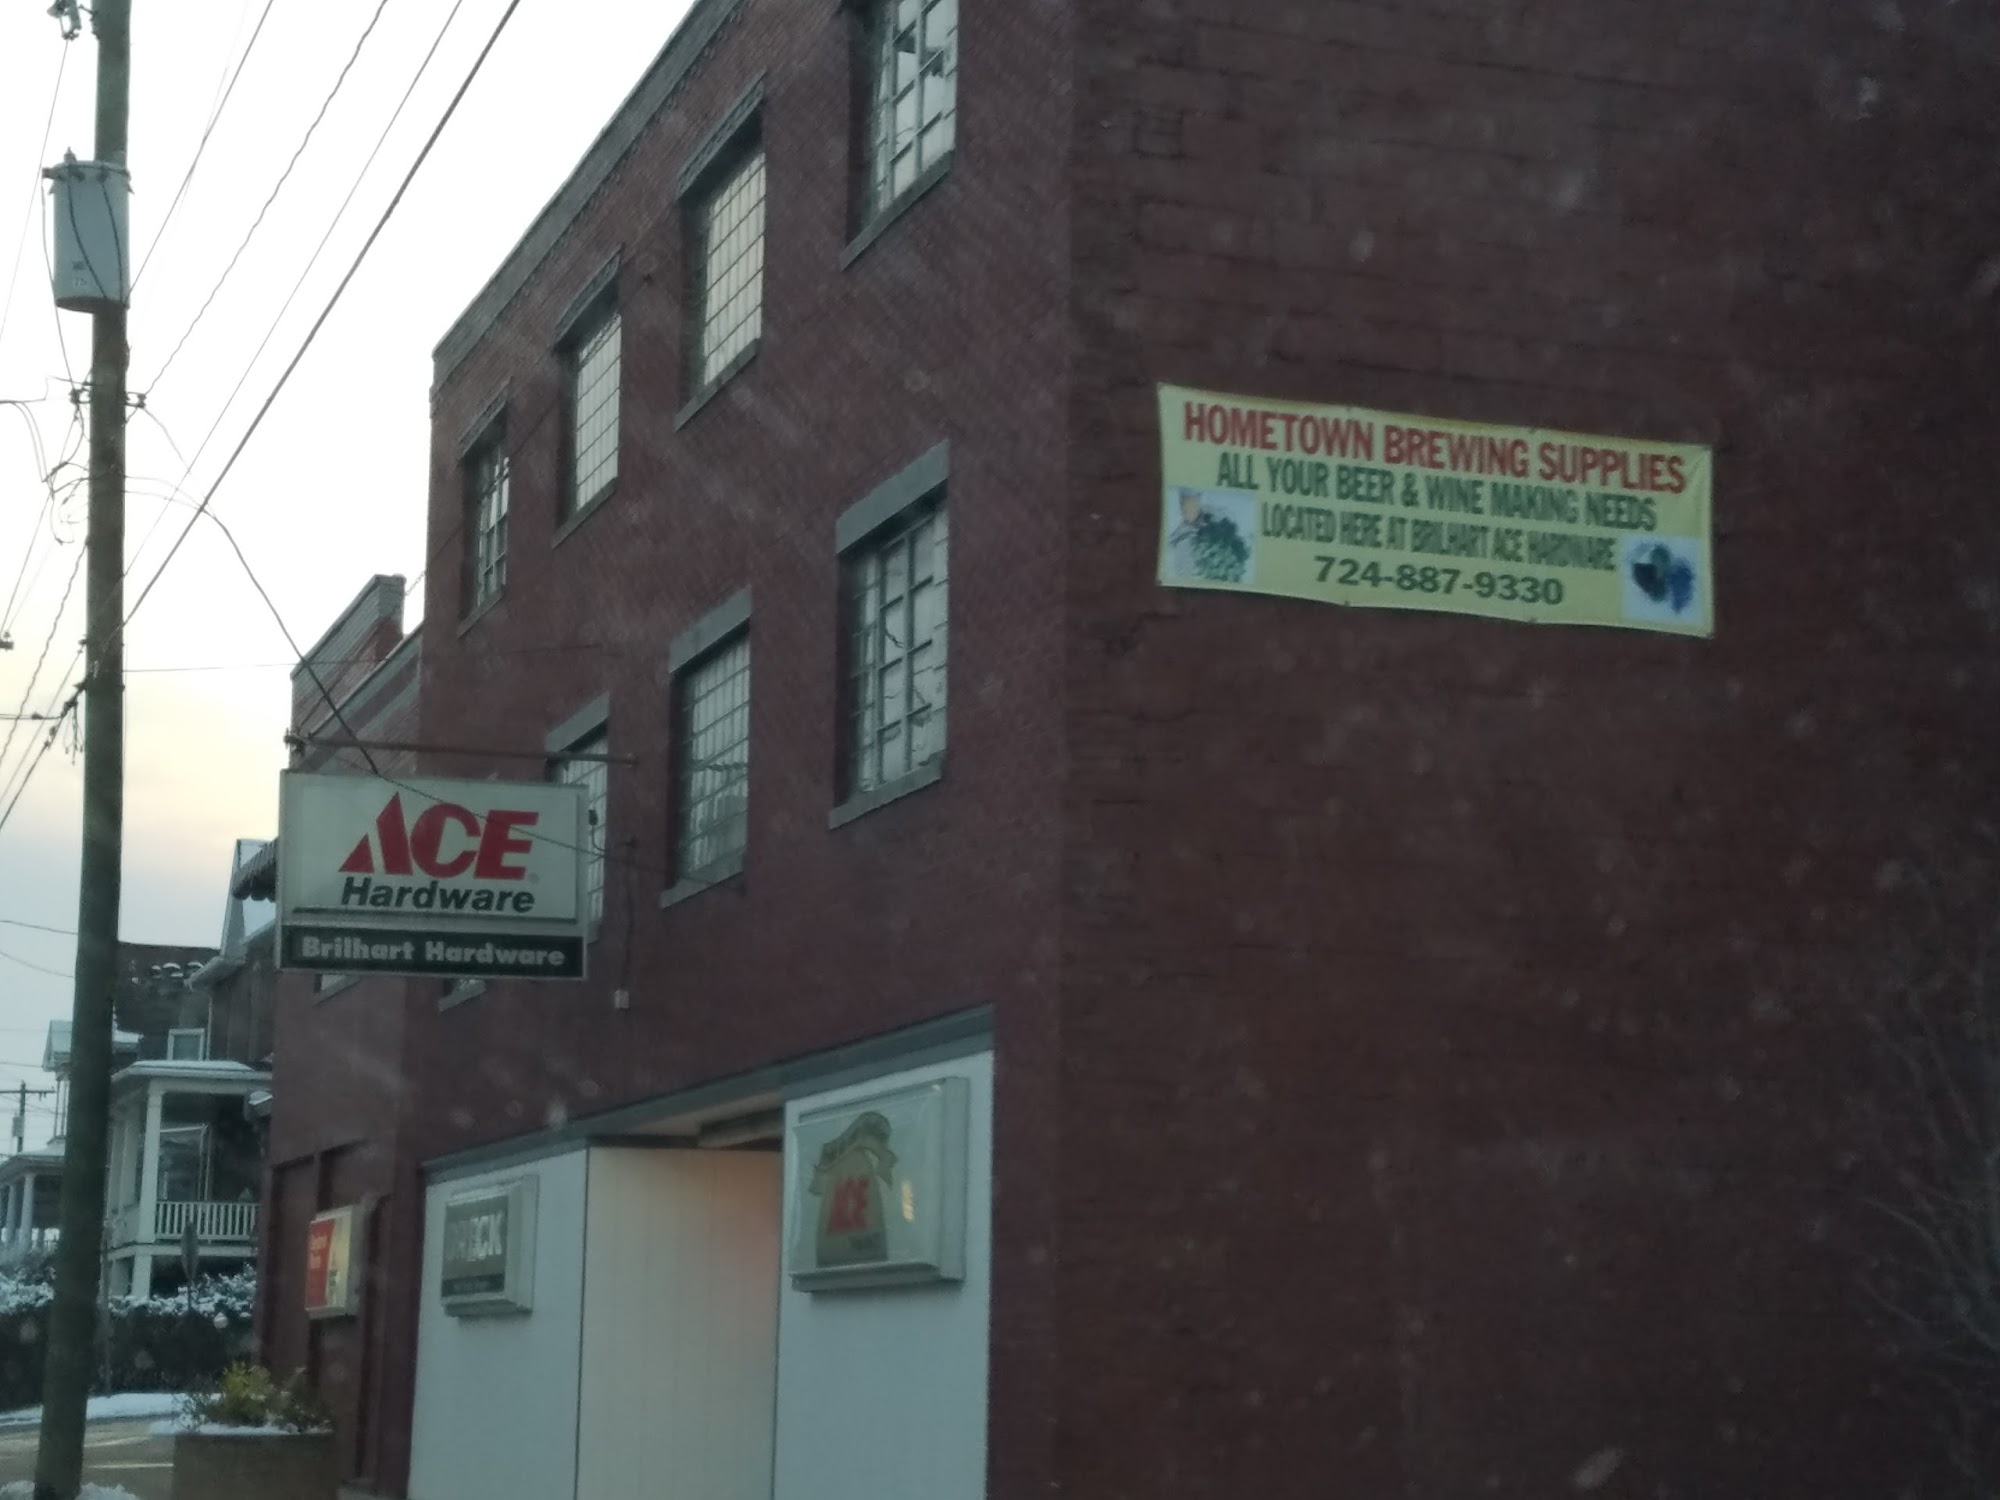 HOMETOWN BREWING SUPPLIES
ALL YOUR BEER & WINE MAKING NEEDS
LOCATED HERE AT BRILHART ACE HARDWARE
724-887-9330
ACE
Hardware
Brilhart Hardware
ACE
75